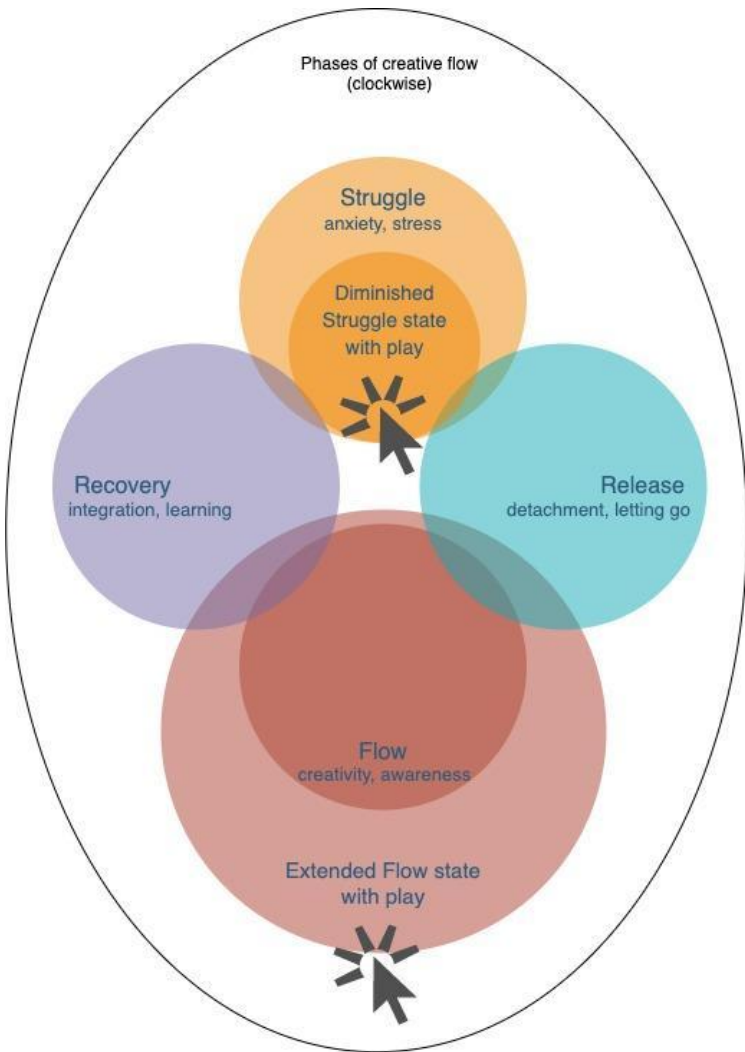 Phases of creative flow
(clockwise)
Struggle
anxiety, stress
Diminished
Struggle state
with play
Recovery
integration, learning
Release
detachment, letting go
Flow
creativity, awareness
Extended Flow state
with play